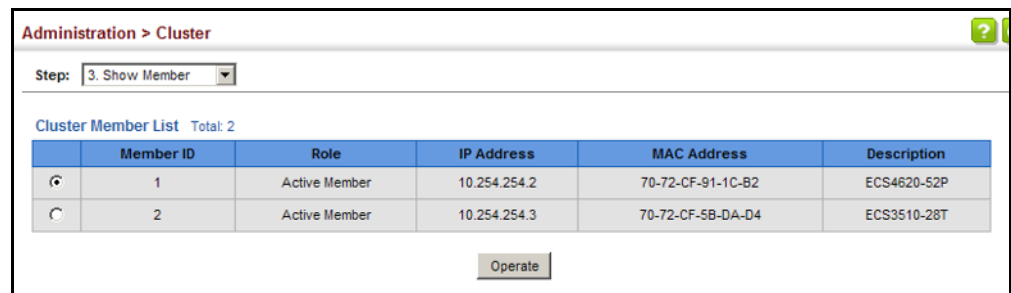 Administration > Cluster
?
Step: 3. Show Member
Cluster Member List Total: 2
Member ID Role IP Address MAC Address Description
1 Active Member 10.254.254.2 70-72-CF-91-1C-B2 ECS4620-52P
2 Active Member 10.254.254.3 70-72-CF-5B-DA-D4 ECS3510-28T
Operate